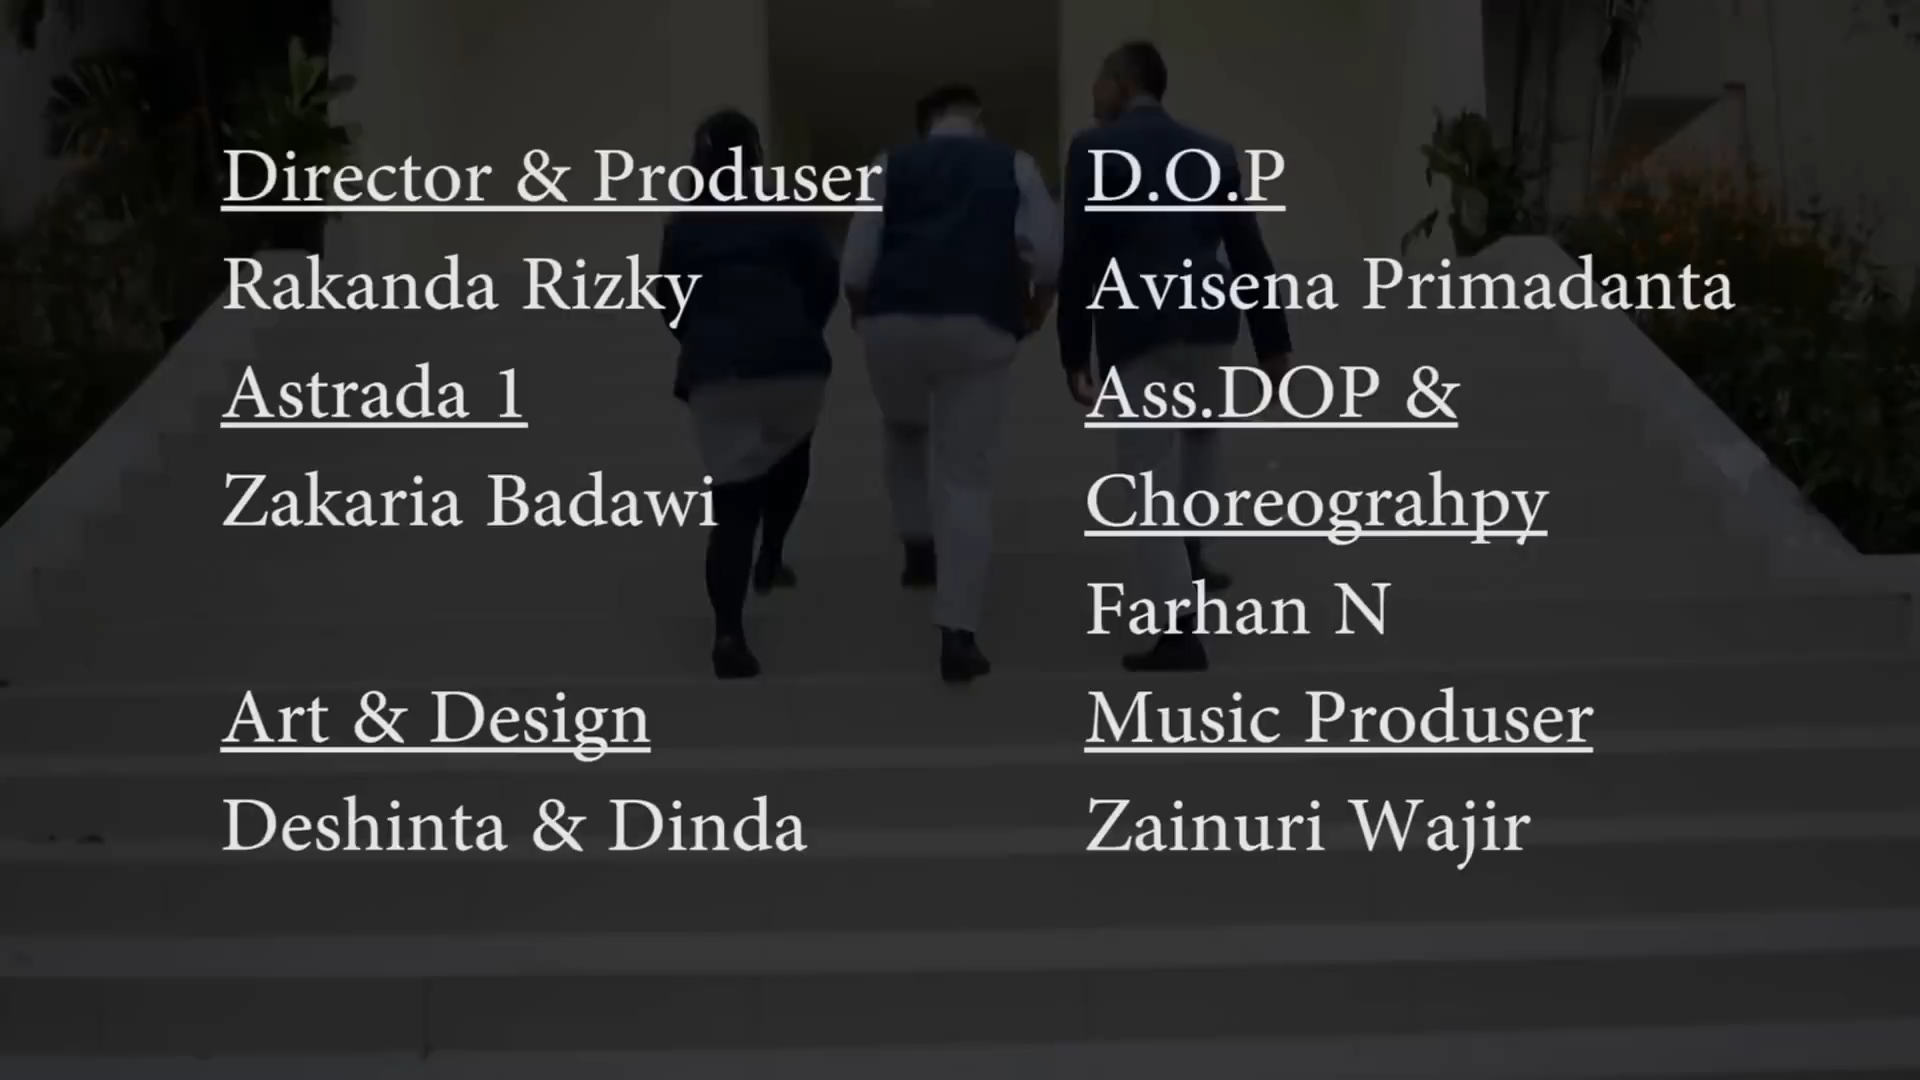 Director & Produser
Rakanda Rizky
Astrada 1
Zakaria Badawi
Art & Design
Deshinta & Dinda
D.O.P
Avisena Primadanta
Ass.DOP &
Choreograhpy
Farhan N
Music Produser
Zainuri Wajir